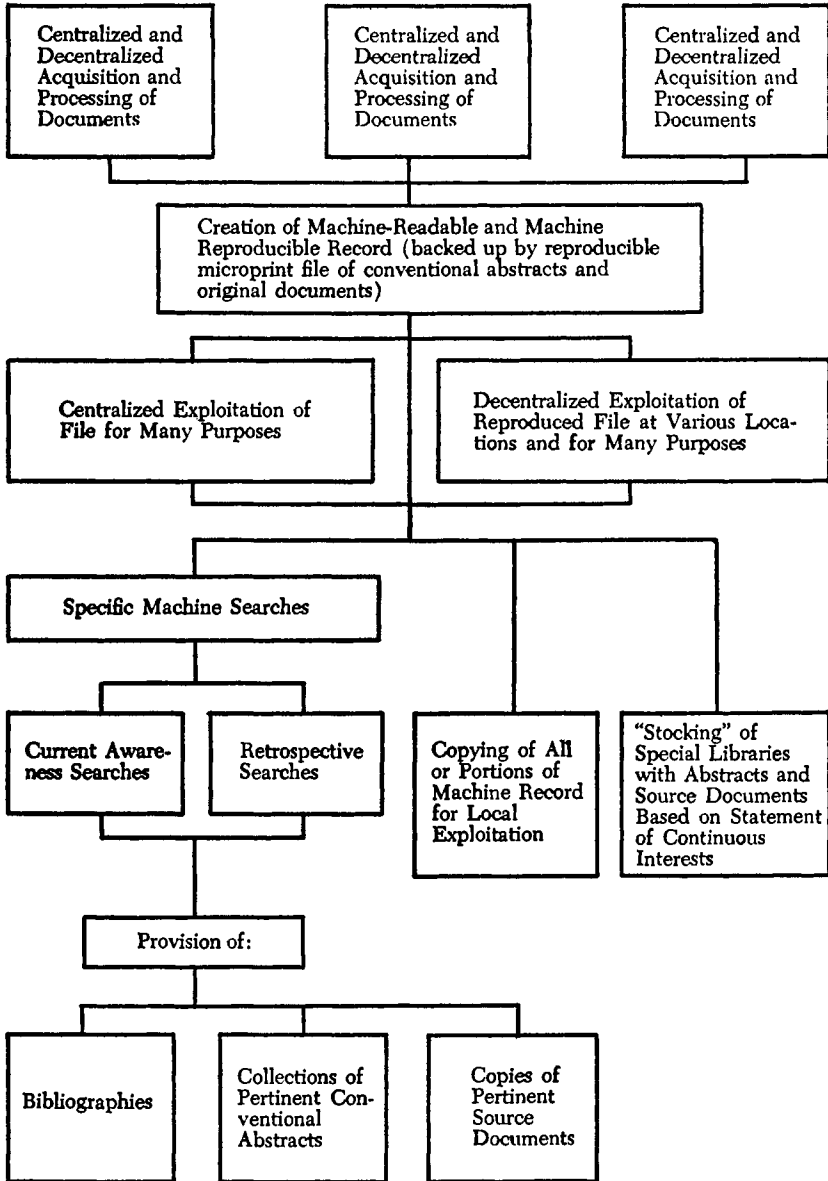 Centralized and
Decentralized
Acquisition and
Processing of
Documents
Centralized and
Decentralized
Acquisition and
Processing of
Documents
Centralized and
Decentralized
Acquisition and
Processing of
Documents
Creation of Machine-Readable and Machine
Reproducible Record (backed up by reproducible
microprint file of conventional abstracts and
original documents)
Centralized Exploitation of
File for Many Purposes
Decentralized Exploitation of
Reproduced File at Various Loca-
tions and for Many Purposes
Specific Machine Searches
Current Aware-
ness Searches
Retrospective
Searches
Copying of All
or Portions of
Machine Record
for Local
Exploitation
“Stocking” of
Special Libraries
with Abstracts and
Source Documents
Based on Statement
of Continuous
Interests
Provision of:
Bibliographies
Collections of
Pertinent Con-
ventional
Abstracts
Copies of
Pertinent
Source
Documents